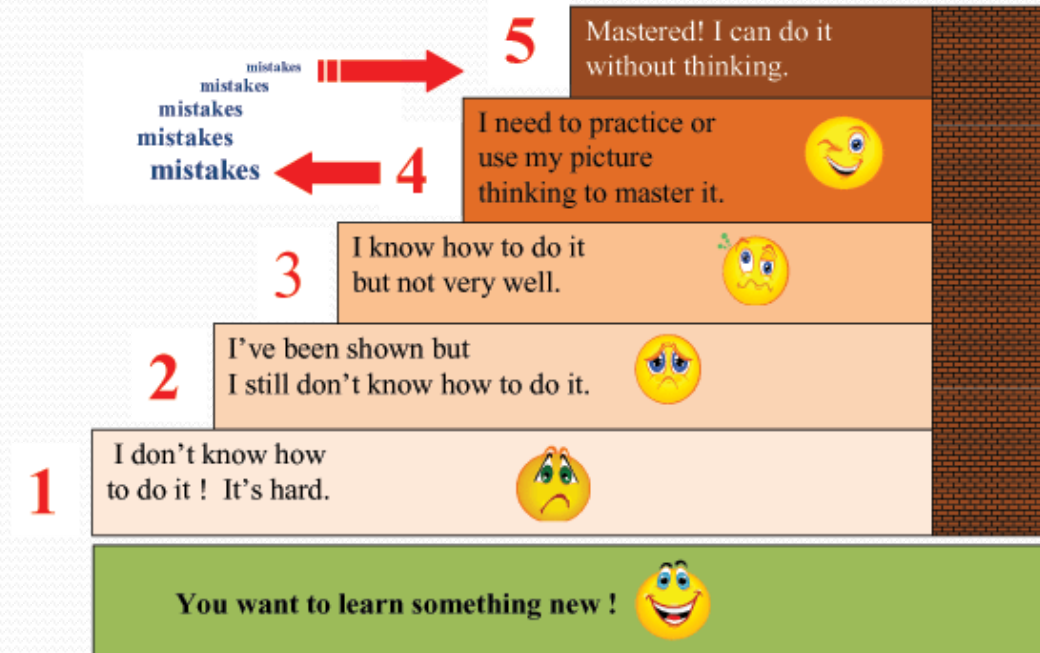 5
Mastered! I can do it
without thinking.
mistakes
mistakes
mistakes
mistakes
mistakes
4
I need to practice or
use my picture
thinking to master it.
3
I know how to do it
but not very well.
2
I've been shown but
I still don't know how to do it.
1
I don't know how
to do it ! It's hard.
You want to learn something new !